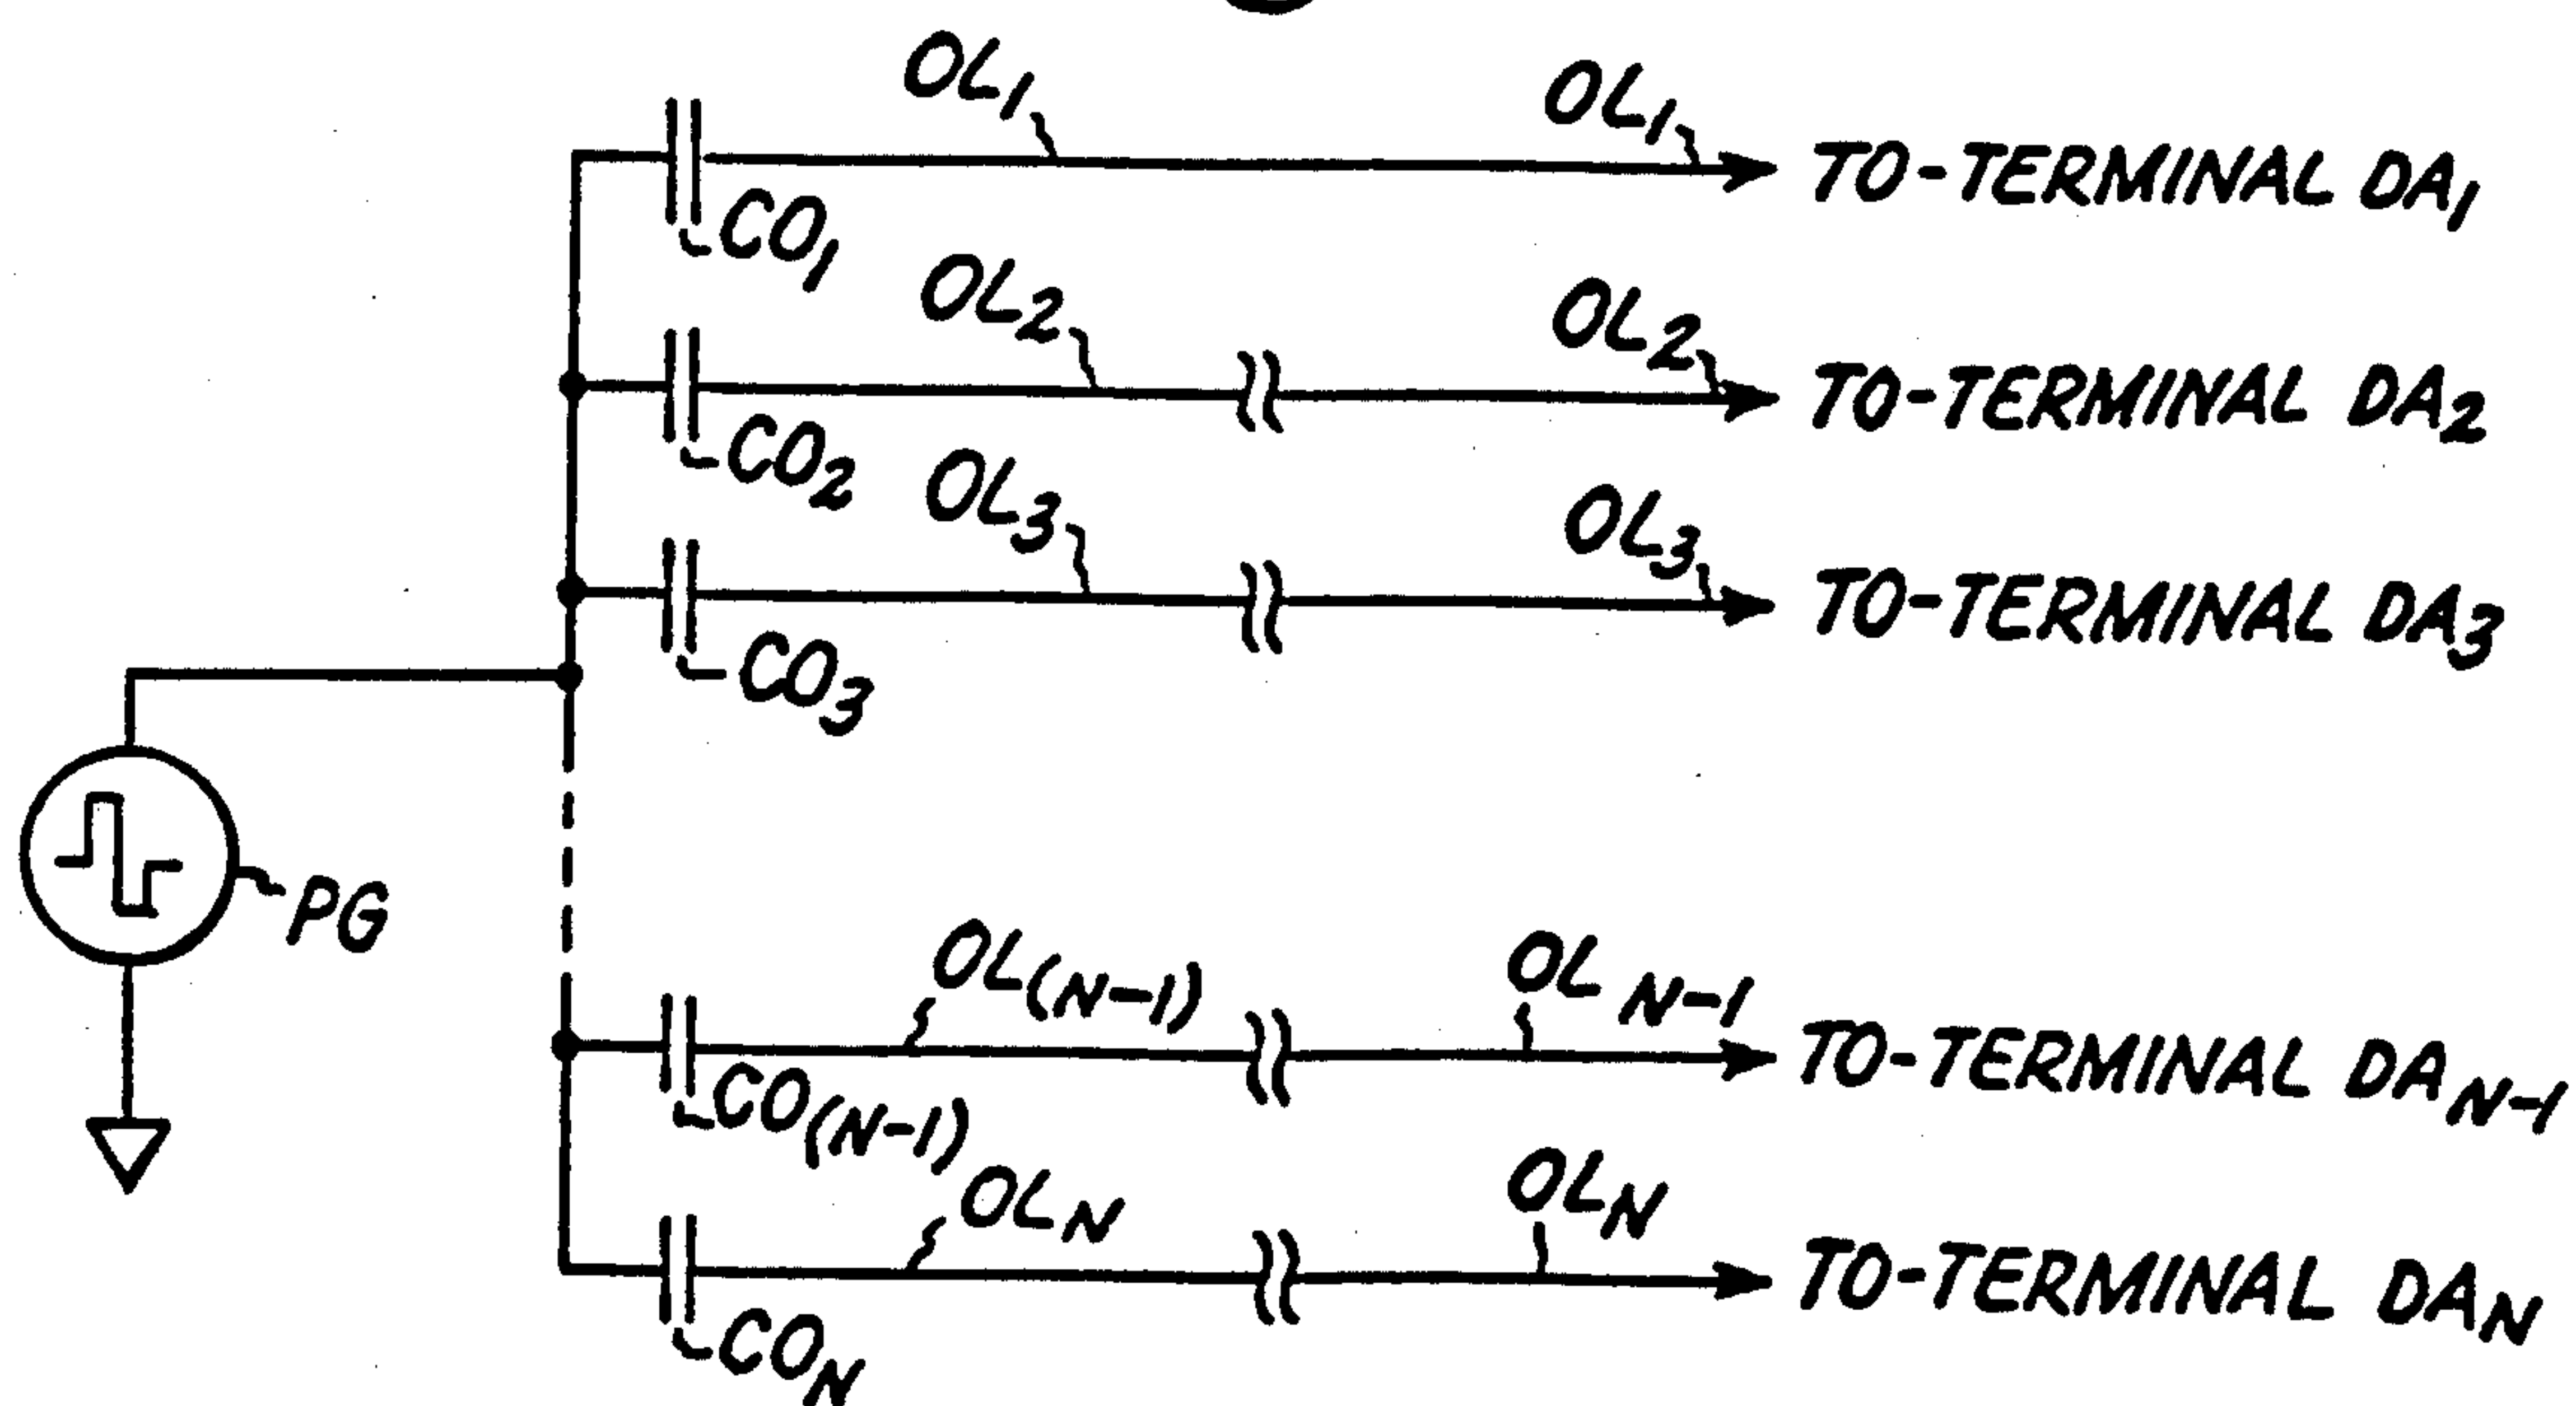 OL1 OL1
TO-TERMINAL DA1
CO1
OL2 OL2
TO-TERMINAL DA2
CO2
OL3 OL3
TO-TERMINAL DA3
CO3
PG
OL(N-1) OL N-1
TO-TERMINAL DA N-1
CO(N-1)
OLN OLN
TO-TERMINAL DAN
CON